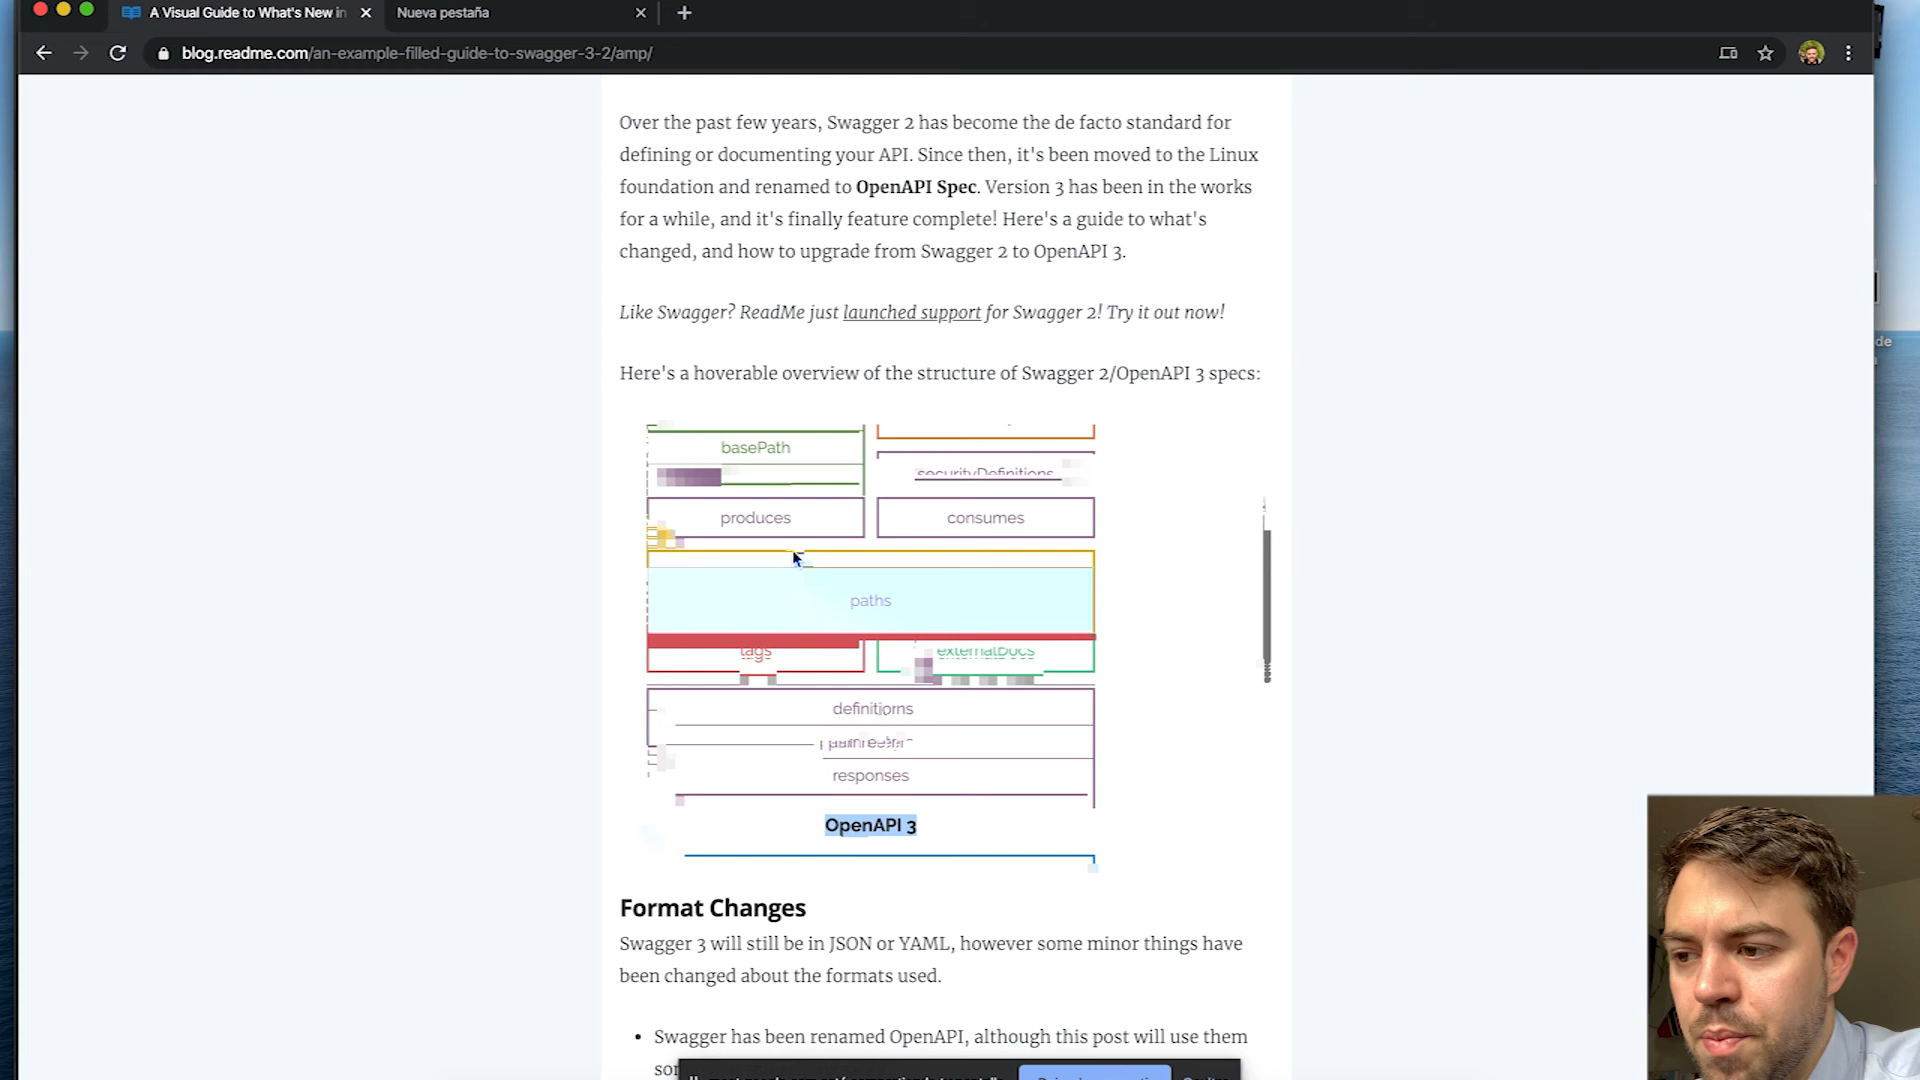 A Visual Guide to What's New in
Nueva pestaña
blog.readme.com/an-example-filled-guide-to-swagger-3-2/amp/
Over the past few years, Swagger 2 has become the de facto standard for
defining or documenting your API. Since then, it's been moved to the Linux
foundation and renamed to OpenAPI Spec. Version 3 has been in the works
for a while, and it's finally feature complete! Here's a guide to what's
changed, and how to upgrade from Swagger 2 to OpenAPI 3.
Like Swagger? ReadMe just launched support for Swagger 2! Try it out now!
Here's a hoverable overview of the structure of Swagger 2/OpenAPI 3 specs:
basePath
securityDefinitions
produces consumes
paths
tags externalDocs
definitions
responses
OpenAPI 3
Format Changes
Swagger 3 will still be in JSON or YAML, however some minor things have
been changed about the formats used.
• Swagger has been renamed OpenAPI, although this post will use them
de